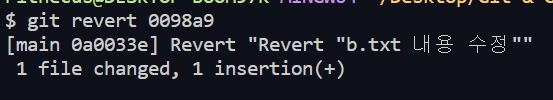 $ git revert 0098a9
[main 0a0033e] Revert "Revert "b.txt 내용 수정""
1 file changed, 1 insertion(+)